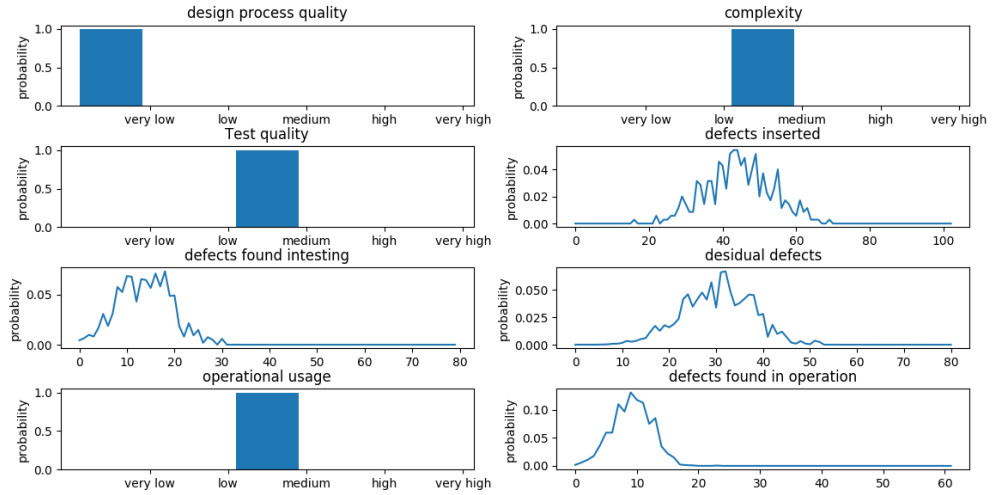 design process quality
probability
1.0
0.5
0.0
very low low medium high very high
complexity
probability
1.0
0.5
0.0
very low low medium high very high
Test quality
probability
1.0
0.5
0.0
very low low medium high very high
defects inserted
probability
0.04
0.02
0.00
0 20 40 60 80 100
defects found intesting
probability
0.05
0.00
0 10 20 30 40 50 60 70 80
desidual defects
probability
0.050
0.025
0.000
0 10 20 30 40 50 60 70 80
operational usage
probability
1.0
0.5
0.0
very low low medium high very high
defects found in operation
probability
0.10
0.05
0.00
0 10 20 30 40 50 60